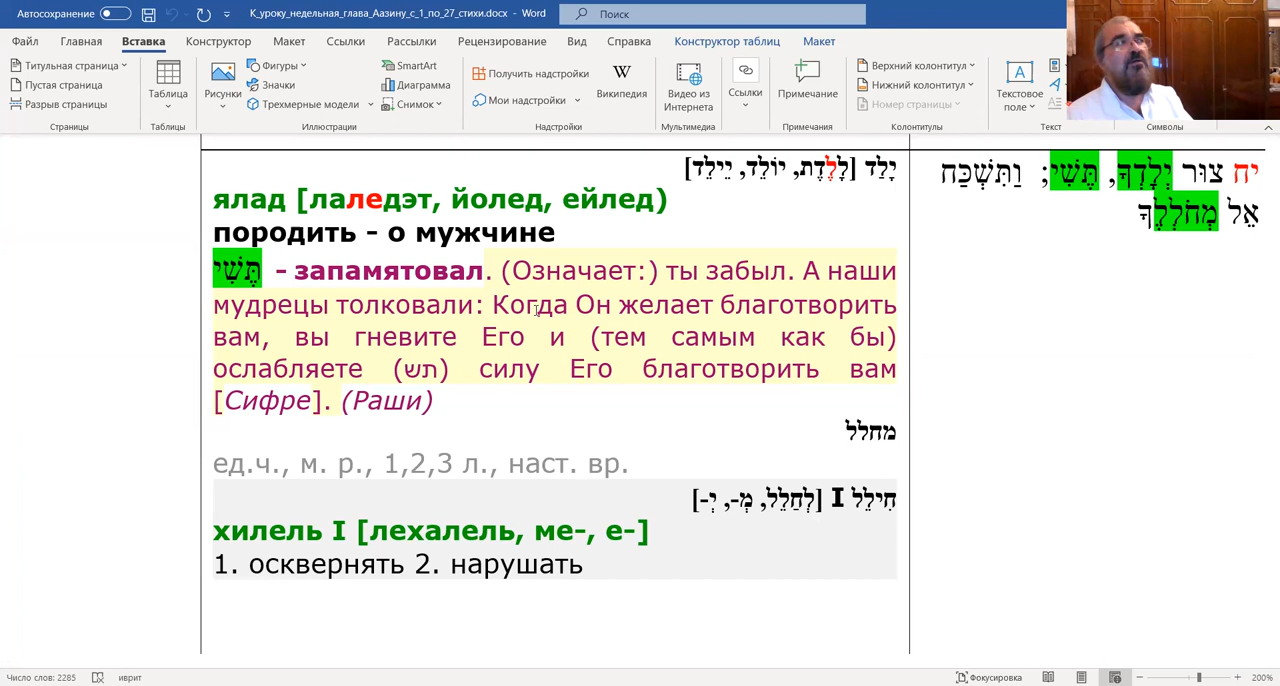 Автосохранение
К_уроку_недельная_глава_Аазину_с_1_по_27_стихи.docx - Word
Поиск
Файл Главная Вставка Конструктор Макет Ссылки Рассылки Рецензирование Вид Справка Конструктор таблиц Макет
Титульная страница
Пустая страница
Разрыв страницы
Страницы
Таблица
Таблицы
Рисунки
Фигуры
Значки
Трехмерные модели
SmartArt
Диаграмма
Снимок
Иллюстрации
Получить надстройки
Мои надстройки
Википедия
Надстройки
Видео из Интернета
Мультимедиа
Ссылки
Примечание
Примечания
Верхний колонтитул
Нижний колонтитул
Номер страницы
Колонтитулы
Текстовое поле
Текст
Символы
יח צוּר יְלָדְךָ, תֶּשִׁי; וַתִּשְׁכַּח
אֵל מְחֹלְלֶךָ
יָלַד [לָלֶדֶת, יוֹלֵד, יֵילֵד]
ялад [лаледэт, йолед, ейлед)
породить - о мужчине
תֶּשִׁי - запамятовал. (Означает:) ты забыл. А наши
мудрецы толковали: Когда Он желает благотворить
вам, вы гневите Его и (тем самым как бы)
ослабляете (תש) силу Его благотворить вам
[Сифре]. (Раши)
מחלל
ед.ч., м. р., 1,2,3 л., наст. вр.
חִילֵל I [לְחַלֵל, מְ-, יְ-]
хилель I [лехалель, ме-, е-]
1. осквернять 2. нарушать
Число слов: 2285 иврит Фокусировка 200%